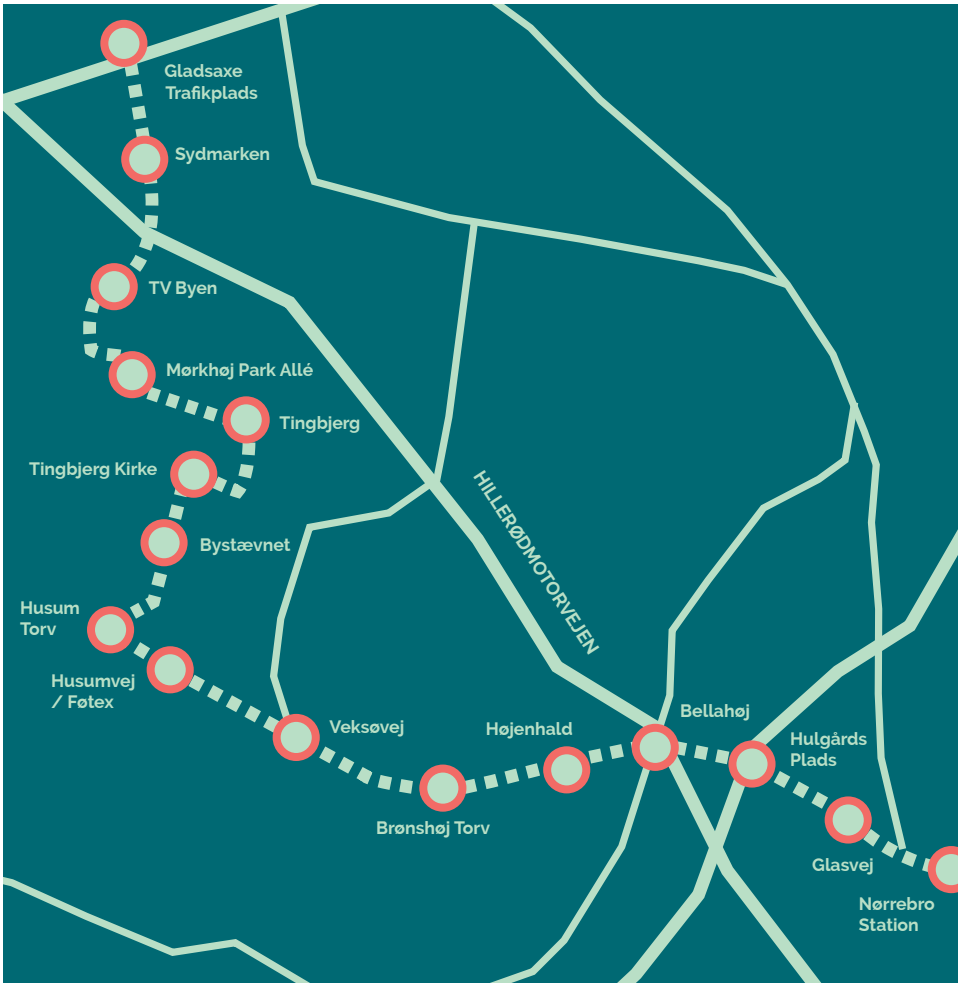 Gladsaxe
Trafikplads
Sydmarken
TV Byen
Mørkhøj Park Allé
Tingbjerg
Tingbjerg Kirke
Bystævnet
HILLERØDMOTORVEJEN
Husum
Torv
Husumvej
/ Føtex
Veksøvej
Højenhald
Bellahøj
Hulgårds
Plads
Brønshøj Torv
Glasvej
Nørrebro
Station